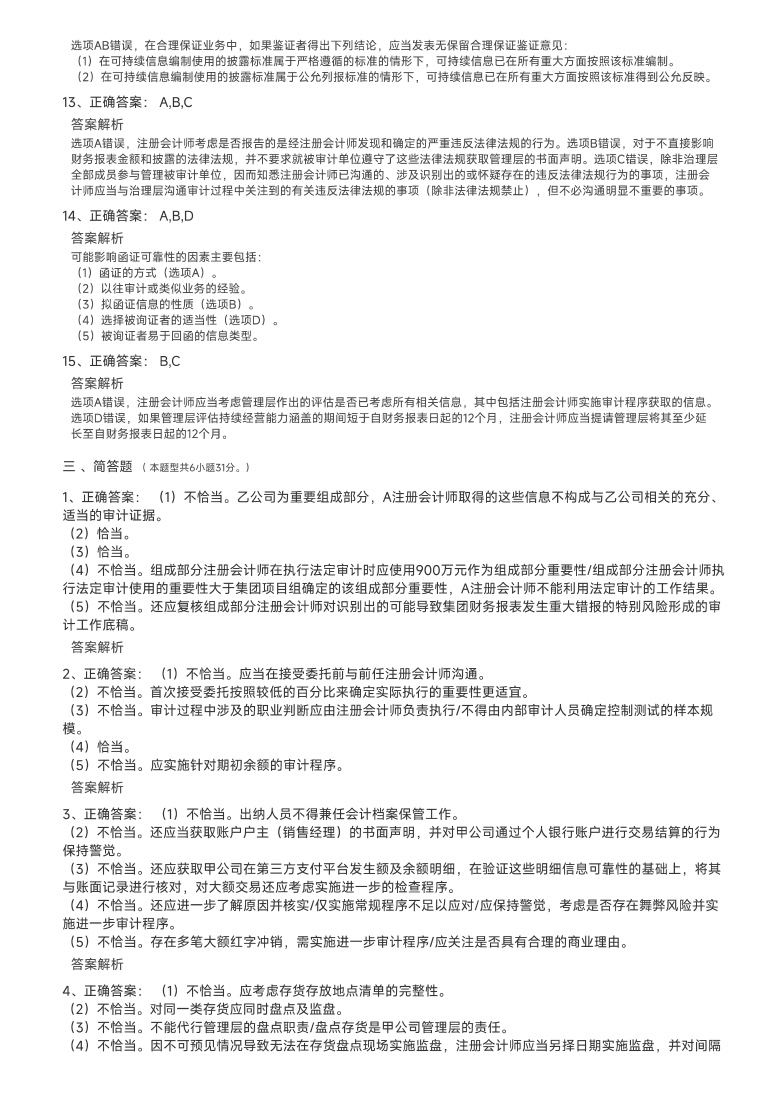 选项AB错误，在合理保证业务中，如果鉴证者得出下列结论，应当发表无保留合理保证鉴证意见：
（1）在可持续信息编制使用的披露标准属于严格遵循的标准的情形下，可持续信息已在所有重大方面按照该标准编制。
（2）在可持续信息编制使用的披露标准属于公允列报标准的情形下，可持续信息已在所有重大方面按照该标准得到公允反映。
13、正确答案： A,B,C
答案解析
选项A错误，注册会计师考虑是否报告的是经注册会计师发现和确定的严重违反法律法规的行为。选项B错误，对于不直接影响
财务报表金额和披露的法律法规，并不要求就被审计单位遵守了这些法律法规获取管理层的书面声明。选项C错误，除非治理层
全部成员参与管理被审计单位，因而知悉注册会计师已沟通的、涉及识别出的或怀疑存在的违反法律法规行为的事项，注册会
计师应当与治理层沟通审计过程中关注到的有关违反法律法规的事项（除非法律法规禁止），但不必沟通明显不重要的事项。
14、正确答案： A,B,D
答案解析
可能影响函证可靠性的因素主要包括：
（1）函证的方式（选项A）。
（2）以往审计或类似业务的经验。
（3）拟函证信息的性质（选项B）。
（4）选择被询证者的适当性（选项D）。
（5）被询证者易于回函的信息类型。
15、正确答案： B,C
答案解析
选项A错误，注册会计师应当考虑管理层作出的评估是否已考虑所有相关信息，其中包括注册会计师实施审计程序获取的信息。
选项D错误，如果管理层评估持续经营能力涵盖的期间短于自财务报表日起的12个月，注册会计师应当提请管理层将其至少延
长至自财务报表日起的12个月。
三 、简答题 （ 本题型共6小题31分。）
1、正确答案： （1）不恰当。乙公司为重要组成部分，A注册会计师取得的这些信息不构成与乙公司相关的充分、
适当的审计证据。
（2）恰当。
（3）恰当。
（4）不恰当。组成部分注册会计师在执行法定审计时应使用900万元作为组成部分重要性/组成部分注册会计师执
行法定审计使用的重要性大于集团项目组确定的该组成部分重要性，A注册会计师不能利用法定审计的工作结果。
（5）不恰当。还应复核组成部分注册会计师对识别出的可能导致集团财务报表发生重大错报的特别风险形成的审
计工作底稿。
答案解析
2、正确答案： （1）不恰当。应当在接受委托前与前任注册会计师沟通。
（2）不恰当。首次接受委托按照较低的百分比来确定实际执行的重要性更适宜。
（3）不恰当。审计过程中涉及的职业判断应由注册会计师负责执行/不得由内部审计人员确定控制测试的样本规
模。
（4）恰当。
（5）不恰当。应实施针对期初余额的审计程序。
答案解析
3、正确答案： （1）不恰当。出纳人员不得兼任会计档案保管工作。
（2）不恰当。还应当获取账户户主（销售经理）的书面声明，并对甲公司通过个人银行账户进行交易结算的行为
保持警觉。
（3）不恰当。还应获取甲公司在第三方支付平台发生额及余额明细，在验证这些明细信息可靠性的基础上，将其
与账面记录进行核对，对大额交易还应考虑实施进一步的检查程序。
（4）不恰当。还应进一步了解原因并核实/仅实施常规程序不足以应对/应保持警觉，考虑是否存在舞弊风险并实
施进一步审计程序。
（5）不恰当。存在多笔大额红字冲销，需实施进一步审计程序/应关注是否具有合理的商业理由。
答案解析
4、正确答案： （1）不恰当。应考虑存货存放地点清单的完整性。
（2）不恰当。对同一类存货应同时盘点及监盘。
（3）不恰当。不能代行管理层的盘点职责/盘点存货是甲公司管理层的责任。
（4）不恰当。因不可预见情况导致无法在存货盘点现场实施监盘，注册会计师应当另择日期实施监盘，并对间隔